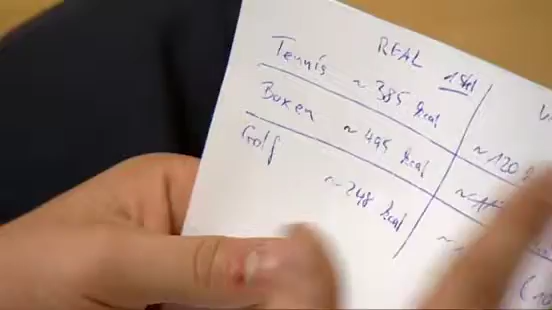 REAL
1 Std
Tennis ~ 385 kcal ~120
Boxen ~ 495 kcal
Golf ~ 248 kcal